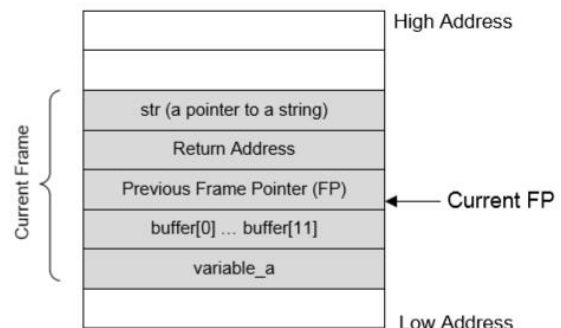 High Address
str (a pointer to a string)
Return Address
Previous Frame Pointer (FP)
Current FP
buffer[0] ... buffer[11]
variable_a
Current Frame
Low Address